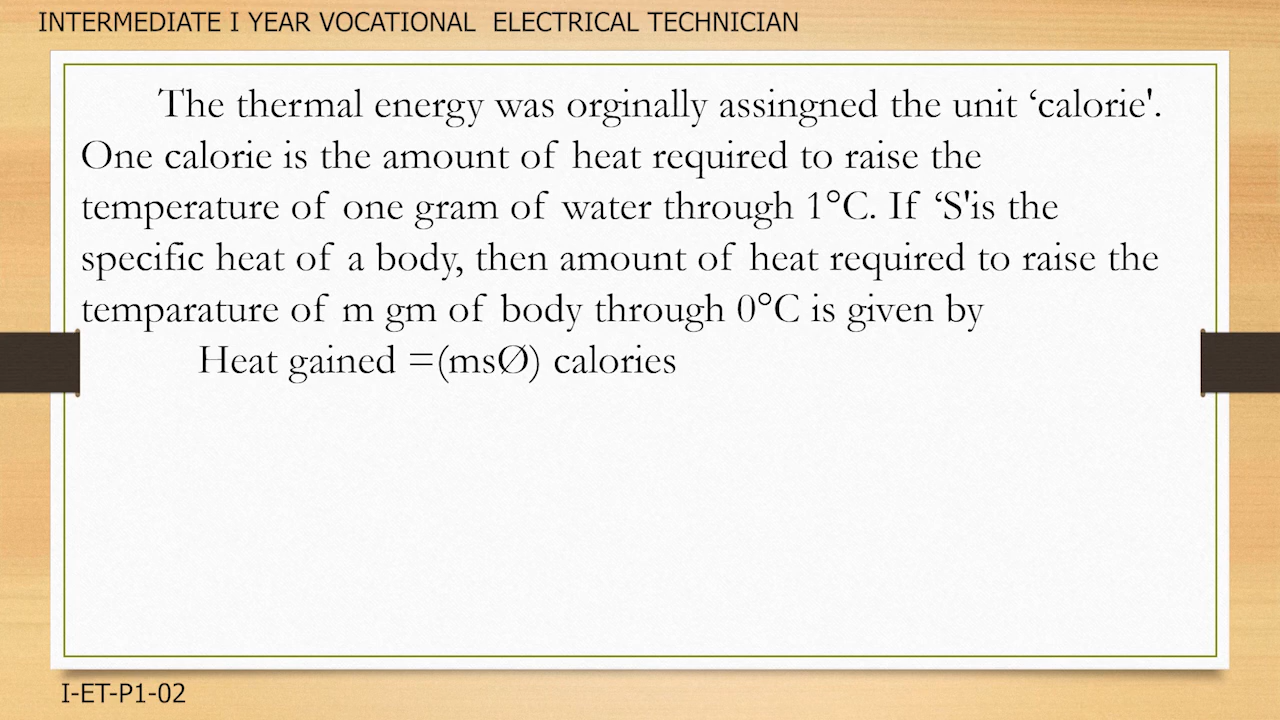 INTERMEDIATE I YEAR VOCATIONAL ELECTRICAL TECHNICIAN
The thermal energy was orginally assingned the unit ‘calorie'.
One calorie is the amount of heat required to raise the
temperature of one gram of water through 1°C. If ‘S'is the
specific heat of a body, then amount of heat required to raise the
temparature of m gm of body through 0°C is given by
Heat gained =(msØ) calories
I-ET-P1-02